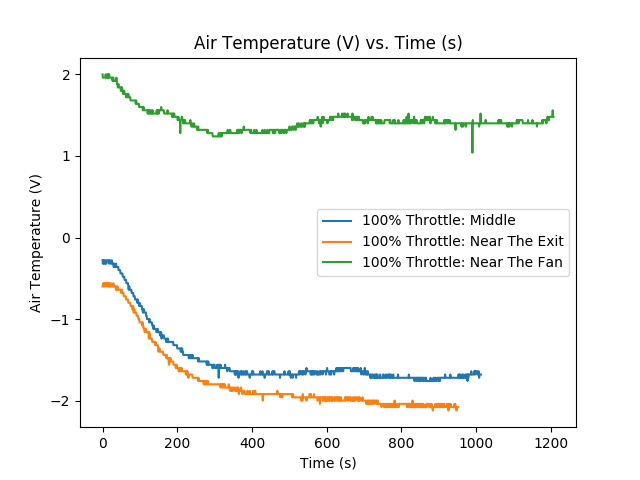 Air Temperature (V) vs. Time (s)
Air Temperature (V)
2
1
0
−1
−2
100% Throttle: Middle
100% Throttle: Near The Exit
100% Throttle: Near The Fan
0 200 400 600 800 1000 1200
Time (s)